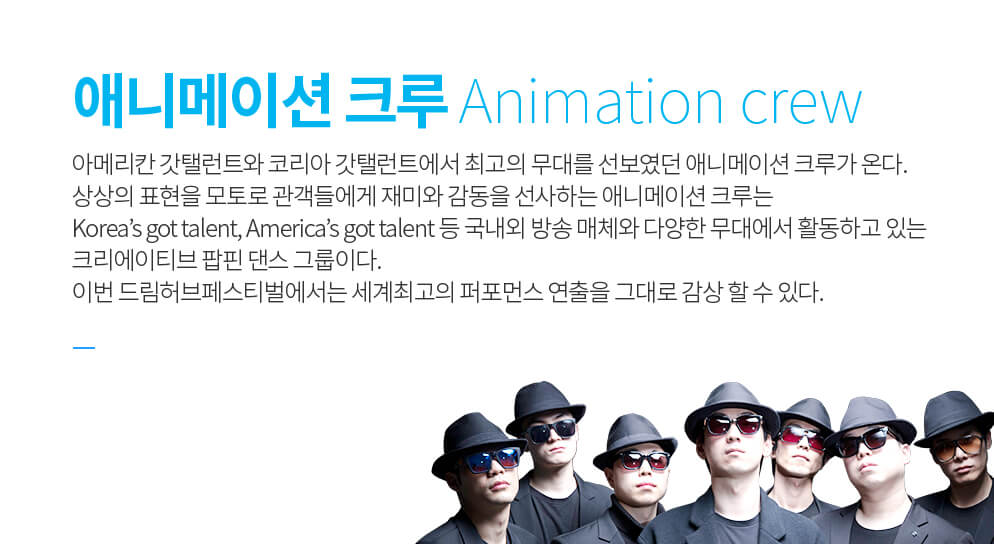 애니메이션 크루 Animation crew
아메리칸 갓탤런트와 코리아 갓탤런트에서 최고의 무대를 선보였던 애니메이션 크루가 온다.
상상의 표현을 모토로 관객들에게 재미와 감동을 선사하는 애니메이션 크루는
Korea’s got talent, America’s got talent 등 국내외 방송 매체와 다양한 무대에서 활동하고 있는
크리에이티브 팝핀 댄스 그룹이다.
이번 드림허브페스티벌에서는 세계최고의 퍼포먼스 연출을 그대로 감상 할 수 있다.